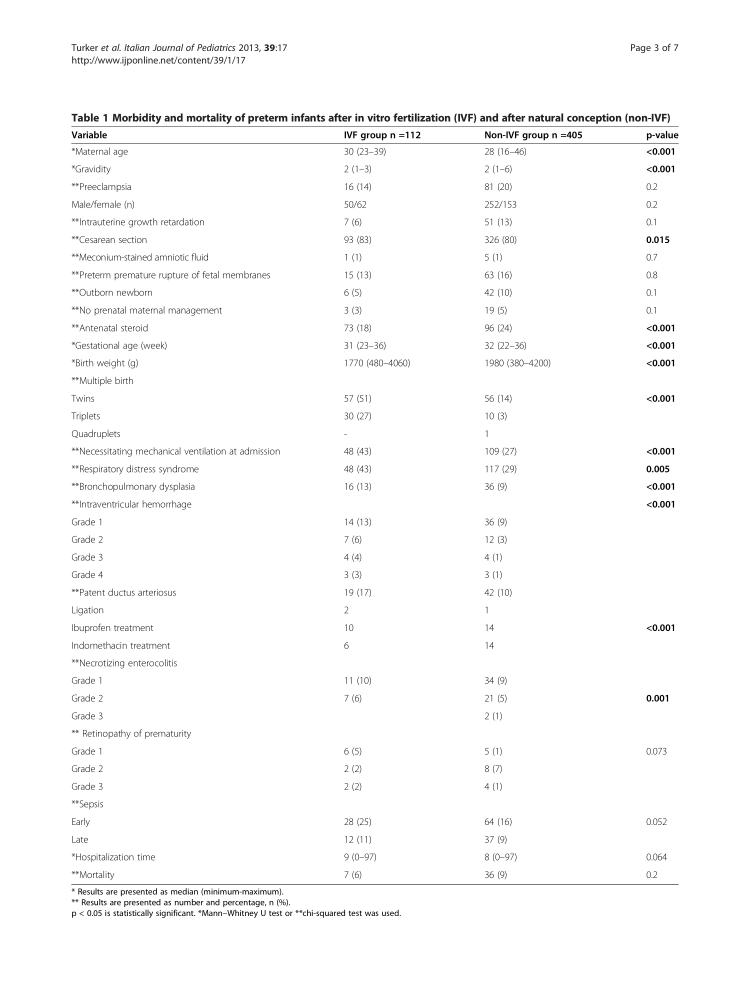 Turker et al. Italian Journal of Pediatrics 2013, 39:17
Page 3 of 7
http://www.ijponline.net/content/39/1/17
Table 1 Morbidity and mortality of preterm infants after in vitro fertilization (IVF) and after natural conception (non-IVF)
Variable IVF group n =112 Non-IVF group n =405 p-value
*Maternal age 30 (23–39) 28 (16–46) <0.001
*Gravidity 2 (1–3) 2 (1–6) <0.001
**Preeclampsia 16 (14) 81 (20) 0.2
Male/female (n) 50/62 252/153 0.2
**Intrauterine growth retardation 7 (6) 51 (13) 0.1
**Cesarean section 93 (83) 326 (80) 0.015
**Meconium-stained amniotic fluid 1 (1) 5 (1) 0.7
**Preterm premature rupture of fetal membranes 15 (13) 63 (16) 0.8
**Outborn newborn 6 (5) 42 (10) 0.1
**No prenatal maternal management 3 (3) 19 (5) 0.1
**Antenatal steroid 73 (18) 96 (24) <0.001
*Gestational age (week) 31 (23–36) 32 (22–36) <0.001
*Birth weight (g) 1770 (480–4060) 1980 (380–4200) <0.001
**Multiple birth
Twins 57 (51) 56 (14) <0.001
Triplets 30 (27) 10 (3)
Quadruplets - 1
**Necessitating mechanical ventilation at admission 48 (43) 109 (27) <0.001
**Respiratory distress syndrome 48 (43) 117 (29) 0.005
**Bronchopulmonary dysplasia 16 (13) 36 (9) <0.001
**Intraventricular hemorrhage <0.001
Grade 1 14 (13) 36 (9)
Grade 2 7 (6) 12 (3)
Grade 3 4 (4) 4 (1)
Grade 4 3 (3) 3 (1)
**Patent ductus arteriosus 19 (17) 42 (10)
Ligation 2 1
Ibuprofen treatment 10 14 <0.001
Indomethacin treatment 6 14
**Necrotizing enterocolitis
Grade 1 11 (10) 34 (9)
Grade 2 7 (6) 21 (5) 0.001
Grade 3 2 (1)
** Retinopathy of prematurity
Grade 1 6 (5) 5 (1) 0.073
Grade 2 2 (2) 8 (7)
Grade 3 2 (2) 4 (1)
**Sepsis
Early 28 (25) 64 (16) 0.052
Late 12 (11) 37 (9)
*Hospitalization time 9 (0–97) 8 (0–97) 0.064
**Mortality 7 (6) 36 (9) 0.2
* Results are presented as median (minimum-maximum).
** Results are presented as number and percentage, n (%).
p < 0.05 is statistically significant. *Mann–Whitney U test or **chi-squared test was used.